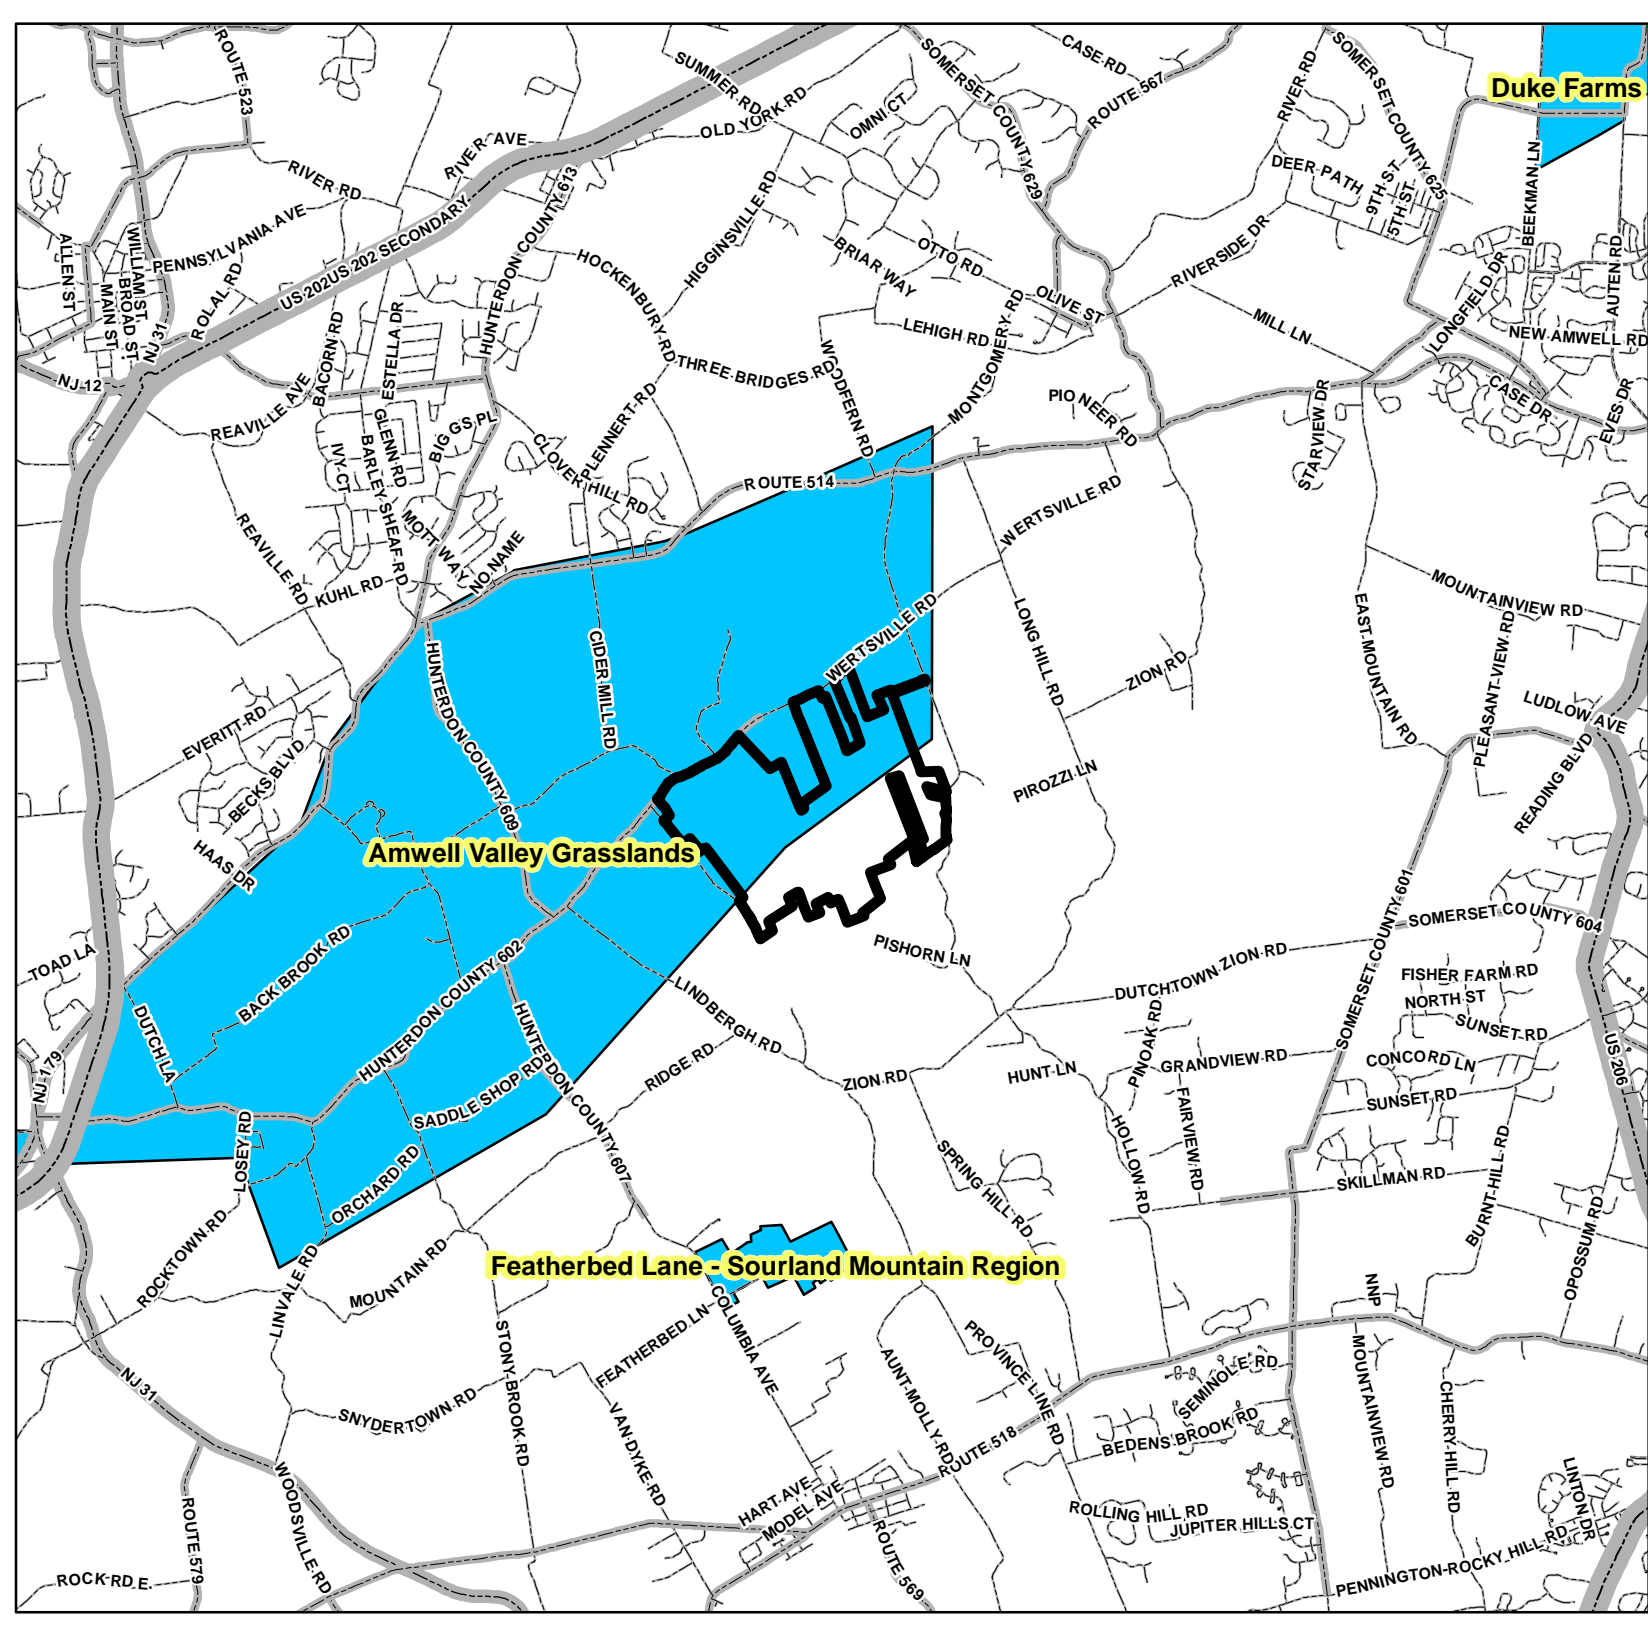 ROUTE 523
SUMMER RD
SOMERSET COUNTY 629
CASE RD
ROUTE 567
RIVER RD
SOMERSET COUNTY 625
Duke Farms
OLD YORK RD
OMNI CT
RIVER AVE
RIVER RD
HUNTERDON COUNTY 613
HIGGINSVILLE RD
DEER PATH
9TH ST
5TH ST
BEEKMAN LN
AUTEN RD
ALLEN ST
WILLIAM ST
BROAD ST
MAIN ST
PENNSYLVANIA AVE
ROLAL RD
US 202US 202 SECONDARY
NJ 31
NJ 12
HOCKENBURY RD
BRIAR WAY
OTTO RD
OLIVE ST
RIVERSIDE DR
MILL LN
LONGFIELD DR
NEW AMWELL RD
LEHIGH RD
MONTGOMERY RD
WOODFERN RD
THREE BRIDGES RD
BACORN RD
ESTELLA DR
REAVILLE AVE
IVY CT
GLENN RD
BARLEY SHEAF RD
BIG GS PL
CLOVER HILL RD
PLENNERT RD
PIO NEER RD
STARVIEW DR
CASE DR
EVES DR
ROUTE 514
WERTSVILLE RD
REAVILLE RD
MOTT WAY
NO NAME
KUHL RD
MOUNTAINVIEW RD
PLEASANT VIEW RD
EAST MOUNTAIN RD
LONG HILL RD
ZION RD
CIDER MILL RD
WERTSVILLE RD
HUNTERDON COUNTY 609
EVERITT RD
BECKS BLVD
HAAS DR
PIROZZI LN
LUDLOW AVE
READING BLVD
Amwell Valley Grasslands
BACK BROOK RD
TOAD LA
DUTCH LA
HUNTERDON COUNTY 602
HUNTERDON COUNTY 607
LINDBERGH RD
PISHORN LN
DUTCHTOWN ZION RD
SOMERSET COUNTY 601
SOMERSET COUNTY 604
FISHER FARM RD
NORTH ST
SUNSET RD
US 206
CONCORD LN
SUNSET RD
GRANDVIEW RD
PINOAK RD
FAIRVIEW RD
HUNT LN
HOLLOW RD
ZION RD
RIDGE RD
SADDLE SHOP RD
NJ 179
LOSEY RD
ORCHARD RD
SPRING HILL RD
SKILLMAN RD
BURNT HILL RD
OPOSSUM RD
ROCKTOWN RD
LINVALE RD
MOUNTAIN RD
Featherbed Lane - Sourland Mountain Region
FEATHERBED LN
COLUMBIA AVE
STONY BROOK RD
NJ 31
SNYDERTOWN RD
VAN DYKE RD
AUNT MOLLY RD
PROVINCE LINE RD
ROUTE 518
SEMINOLE RD
BEDENS BROOK RD
NNP
MOUNTAINVIEW RD
CHERRY HILL RD
LINTON DR
ROUTE 579
WOODSVILLE RD
HART AVE
MODEL AVE
ROUTE 569
ROLLING HILL RD
JUPITER HILLS CT
ROCK RD E.
PENNINGTON-ROCKY HILL RD